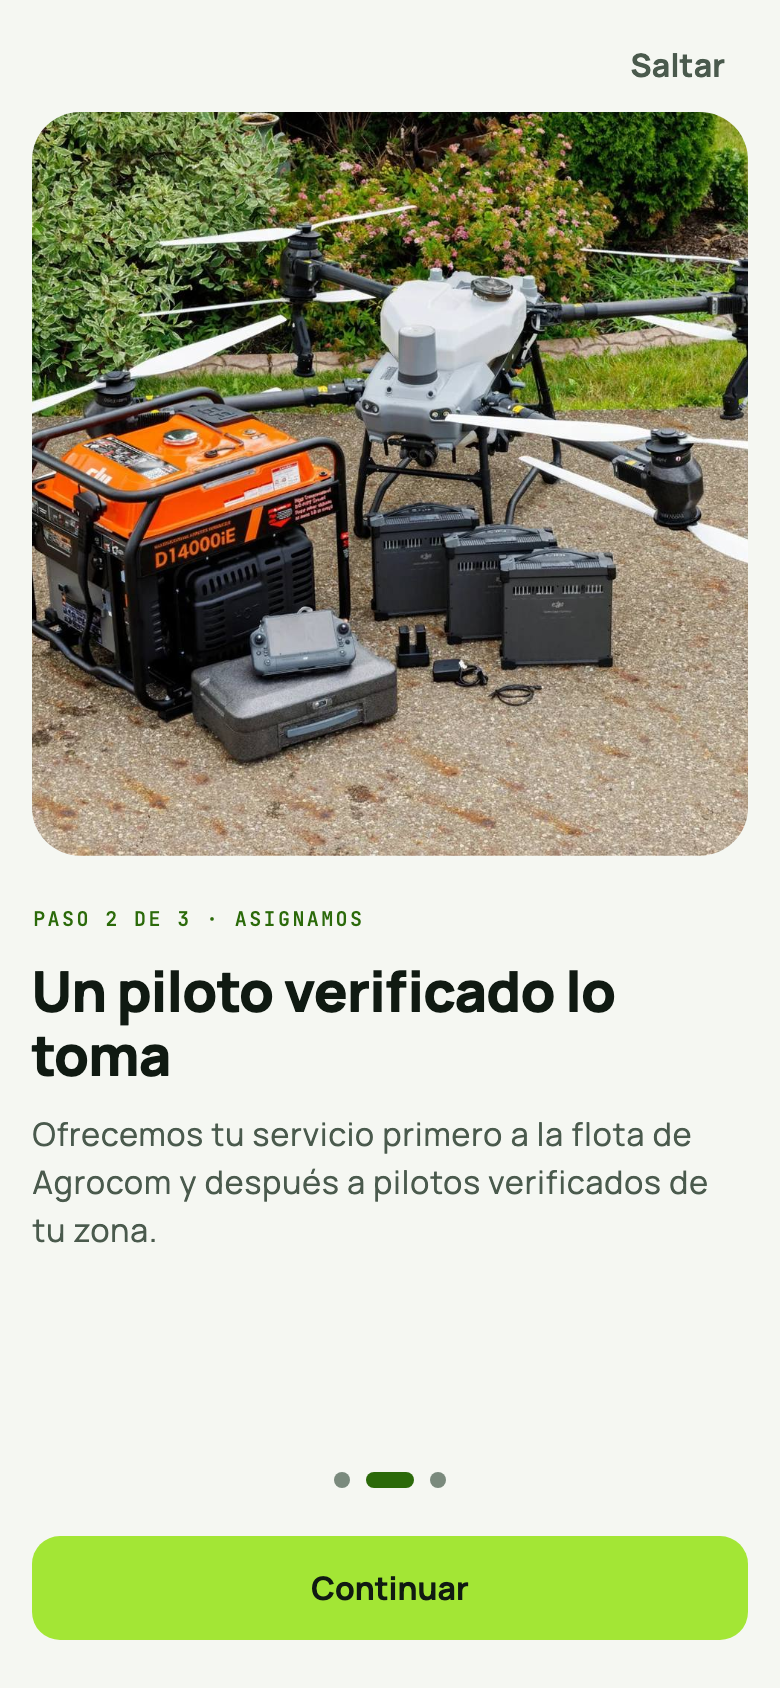 Saltar
dji
D14000iE
PASO 2 DE 3 · ASIGNAMOS
Un piloto verificado lo
toma
Ofrecemos tu servicio primero a la flota de
Agrocom y después a pilotos verificados de
tu zona.
Continuar